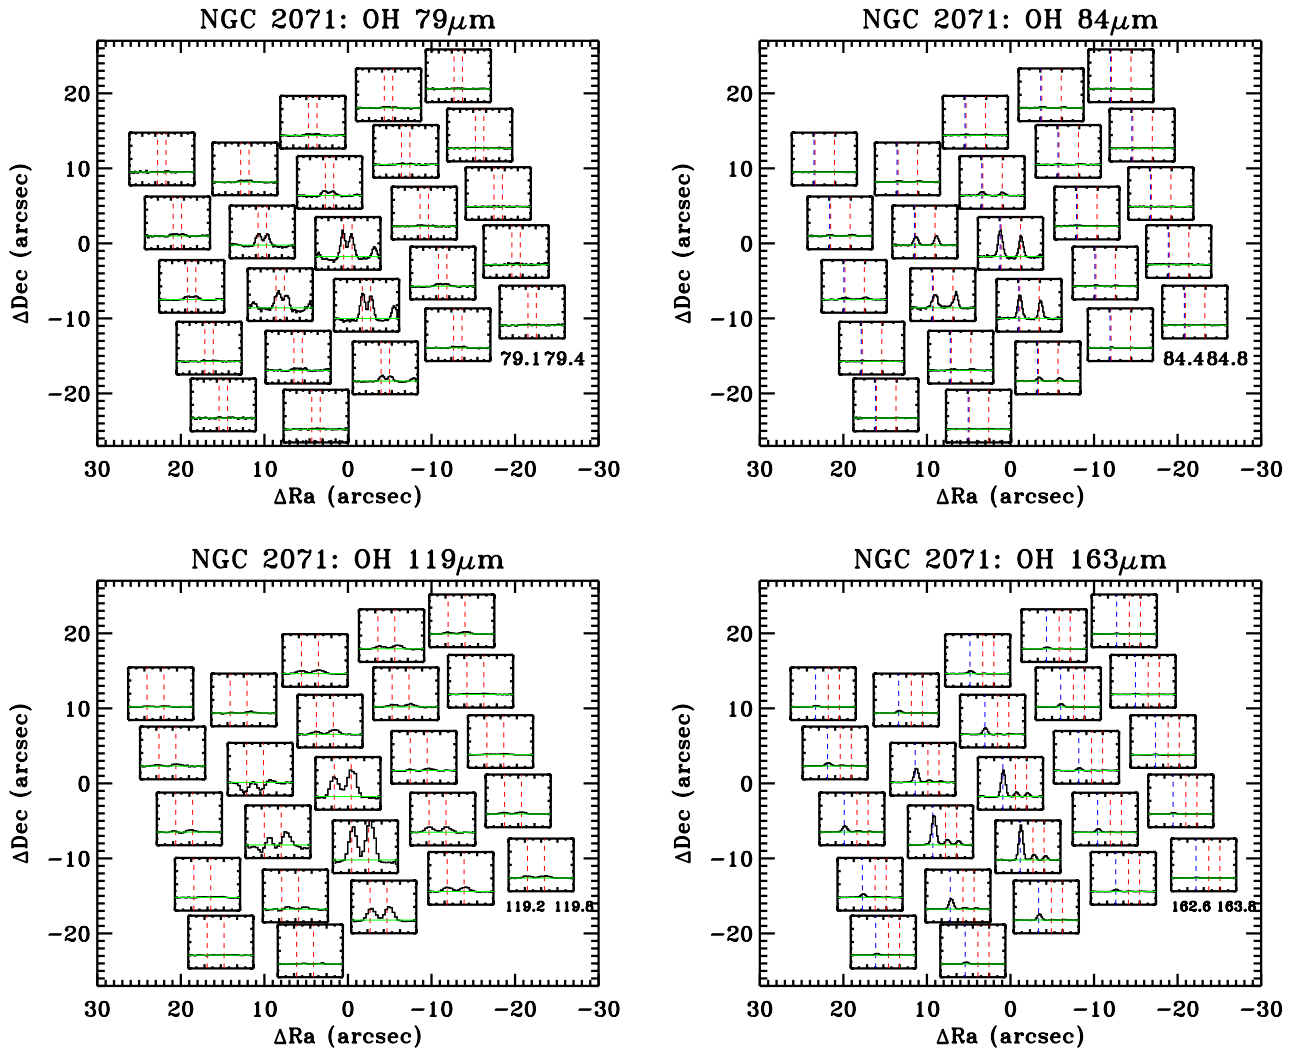 NGC 2071: OH 79μm
NGC 2071: OH 84μm
20
10
0
−10
−20
ΔDec (arcsec)
79.1 79.4
30 20 10 0 −10 −20 −30
ΔRa (arcsec)
20
10
0
−10
−20
ΔDec (arcsec)
84.4 84.8
30 20 10 0 −10 −20 −30
ΔRa (arcsec)
NGC 2071: OH 119μm
NGC 2071: OH 163μm
20
10
0
−10
−20
ΔDec (arcsec)
119.2 119.8
30 20 10 0 −10 −20 −30
ΔRa (arcsec)
20
10
0
−10
−20
ΔDec (arcsec)
162.6 163.8
30 20 10 0 −10 −20 −30
ΔRa (arcsec)